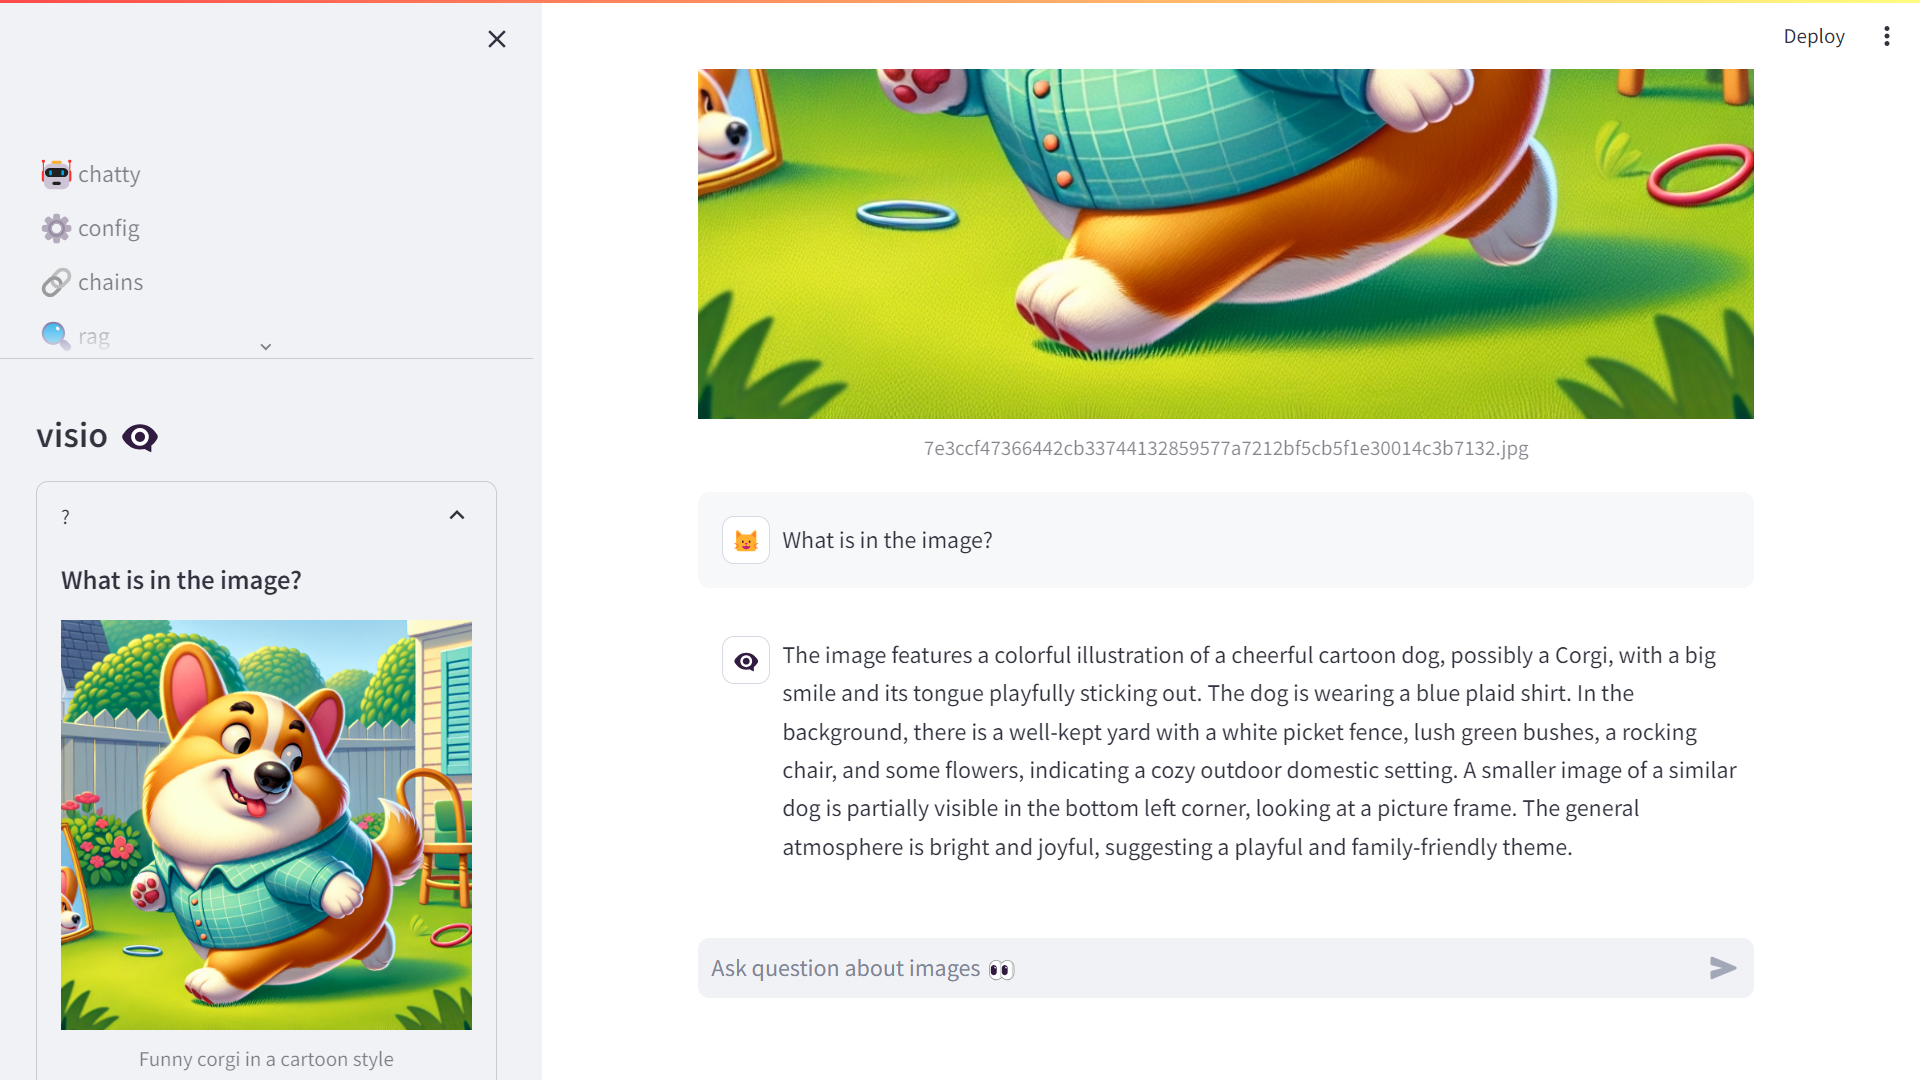 Deploy
chatty
config
chains
rag
visio
?
What is in the image?
Funny corgi in a cartoon style
7e3ccf47366442cb33744132859577a7212bf5cb5f1e30014c3b7132.jpg
What is in the image?
The image features a colorful illustration of a cheerful cartoon dog, possibly a Corgi, with a big
smile and its tongue playfully sticking out. The dog is wearing a blue plaid shirt. In the
background, there is a well-kept yard with a white picket fence, lush green bushes, a rocking
chair, and some flowers, indicating a cozy outdoor domestic setting. A smaller image of a similar
dog is partially visible in the bottom left corner, looking at a picture frame. The general
atmosphere is bright and joyful, suggesting a playful and family-friendly theme.
Ask question about images 👀